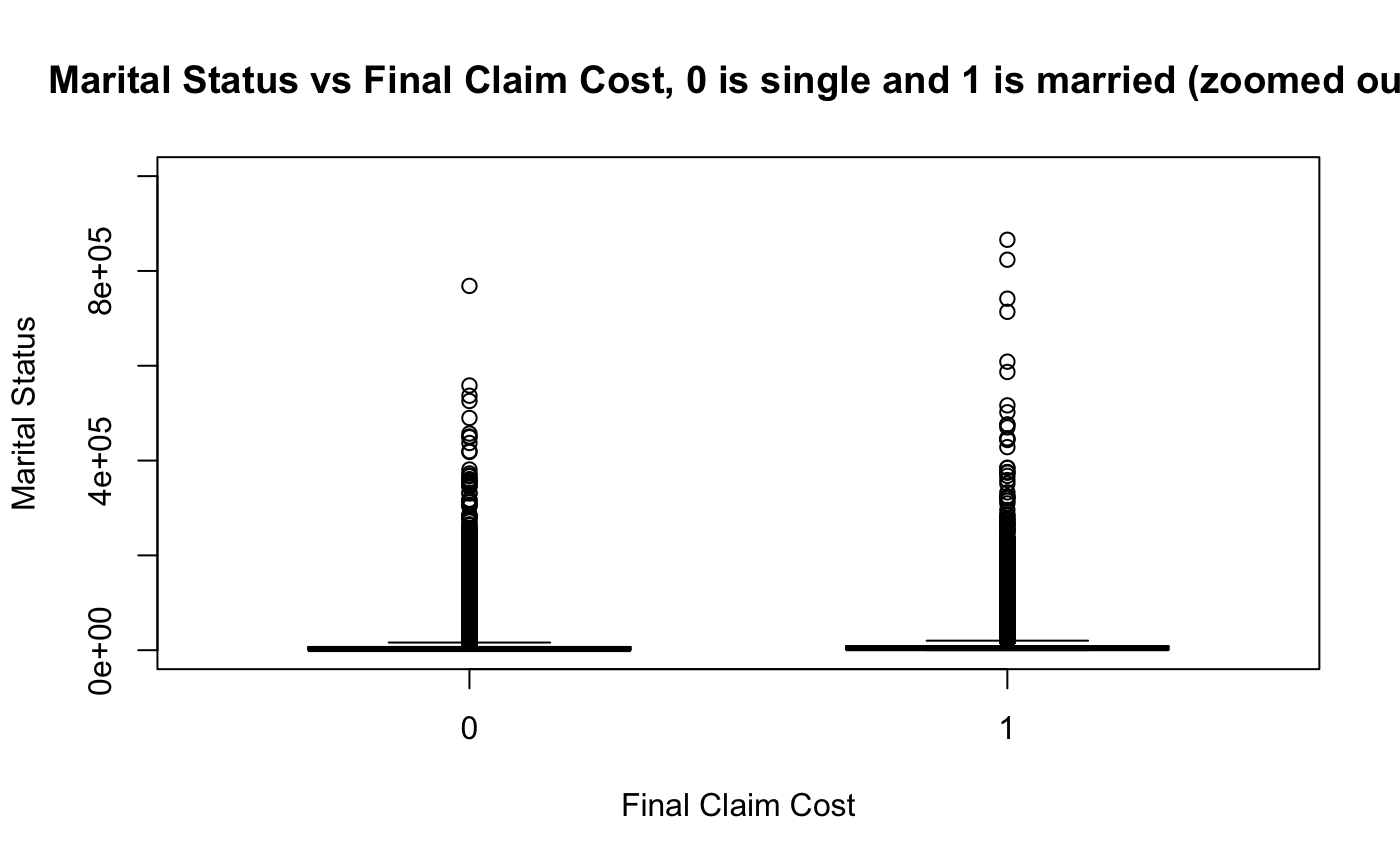 Marital Status vs Final Claim Cost, 0 is single and 1 is married (zoomed ou
8e+05
4e+05
0e+00
Marital Status
0
1
Final Claim Cost